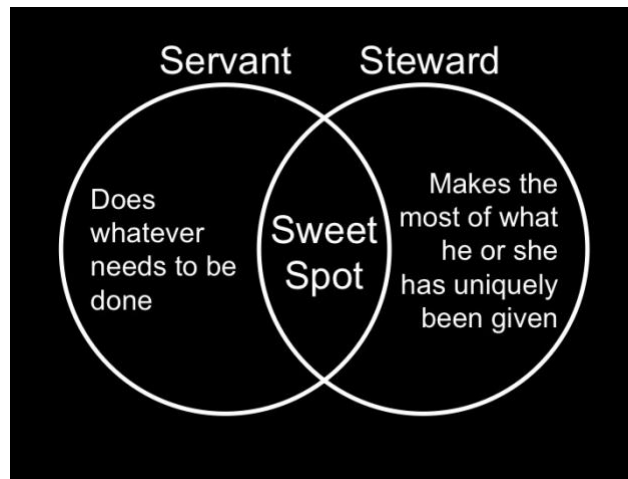 Servant
Steward
Does
whatever
needs to be
done
Sweet
Spot
Makes the
most of what
he or she
has uniquely
been given